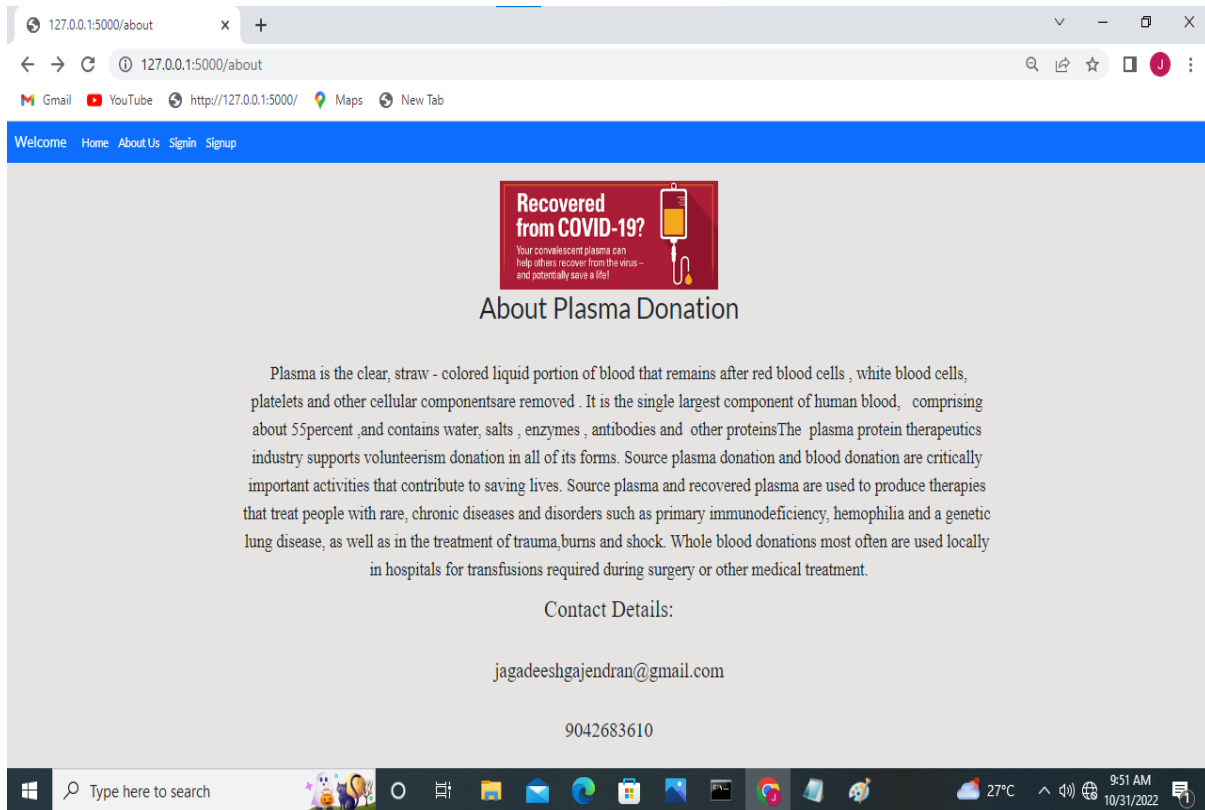 127.0.0.1:5000/about
127.0.0.1:5000/about
J
Gmail YouTube http://127.0.0.1:5000/ Maps New Tab
Welcome Home About Us Signin Signup
Recovered
from COVID-19?
Your convalescent plasma can
help others recover from the virus –
and potentially save a life!
About Plasma Donation
Plasma is the clear, straw - colored liquid portion of blood that remains after red blood cells , white blood cells,
platelets and other cellular componentsare removed . It is the single largest component of human blood, comprising
about 55percent ,and contains water, salts , enzymes , antibodies and other proteinsThe plasma protein therapeutics
industry supports volunteerism donation in all of its forms. Source plasma donation and blood donation are critically
important activities that contribute to saving lives. Source plasma and recovered plasma are used to produce therapies
that treat people with rare, chronic diseases and disorders such as primary immunodeficiency, hemophilia and a genetic
lung disease, as well as in the treatment of trauma,burns and shock. Whole blood donations most often are used locally
in hospitals for transfusions required during surgery or other medical treatment.
Contact Details:
jagadeeshgajendran@gmail.com
9042683610
Type here to search
27°C
9:51 AM
10/31/2022
1